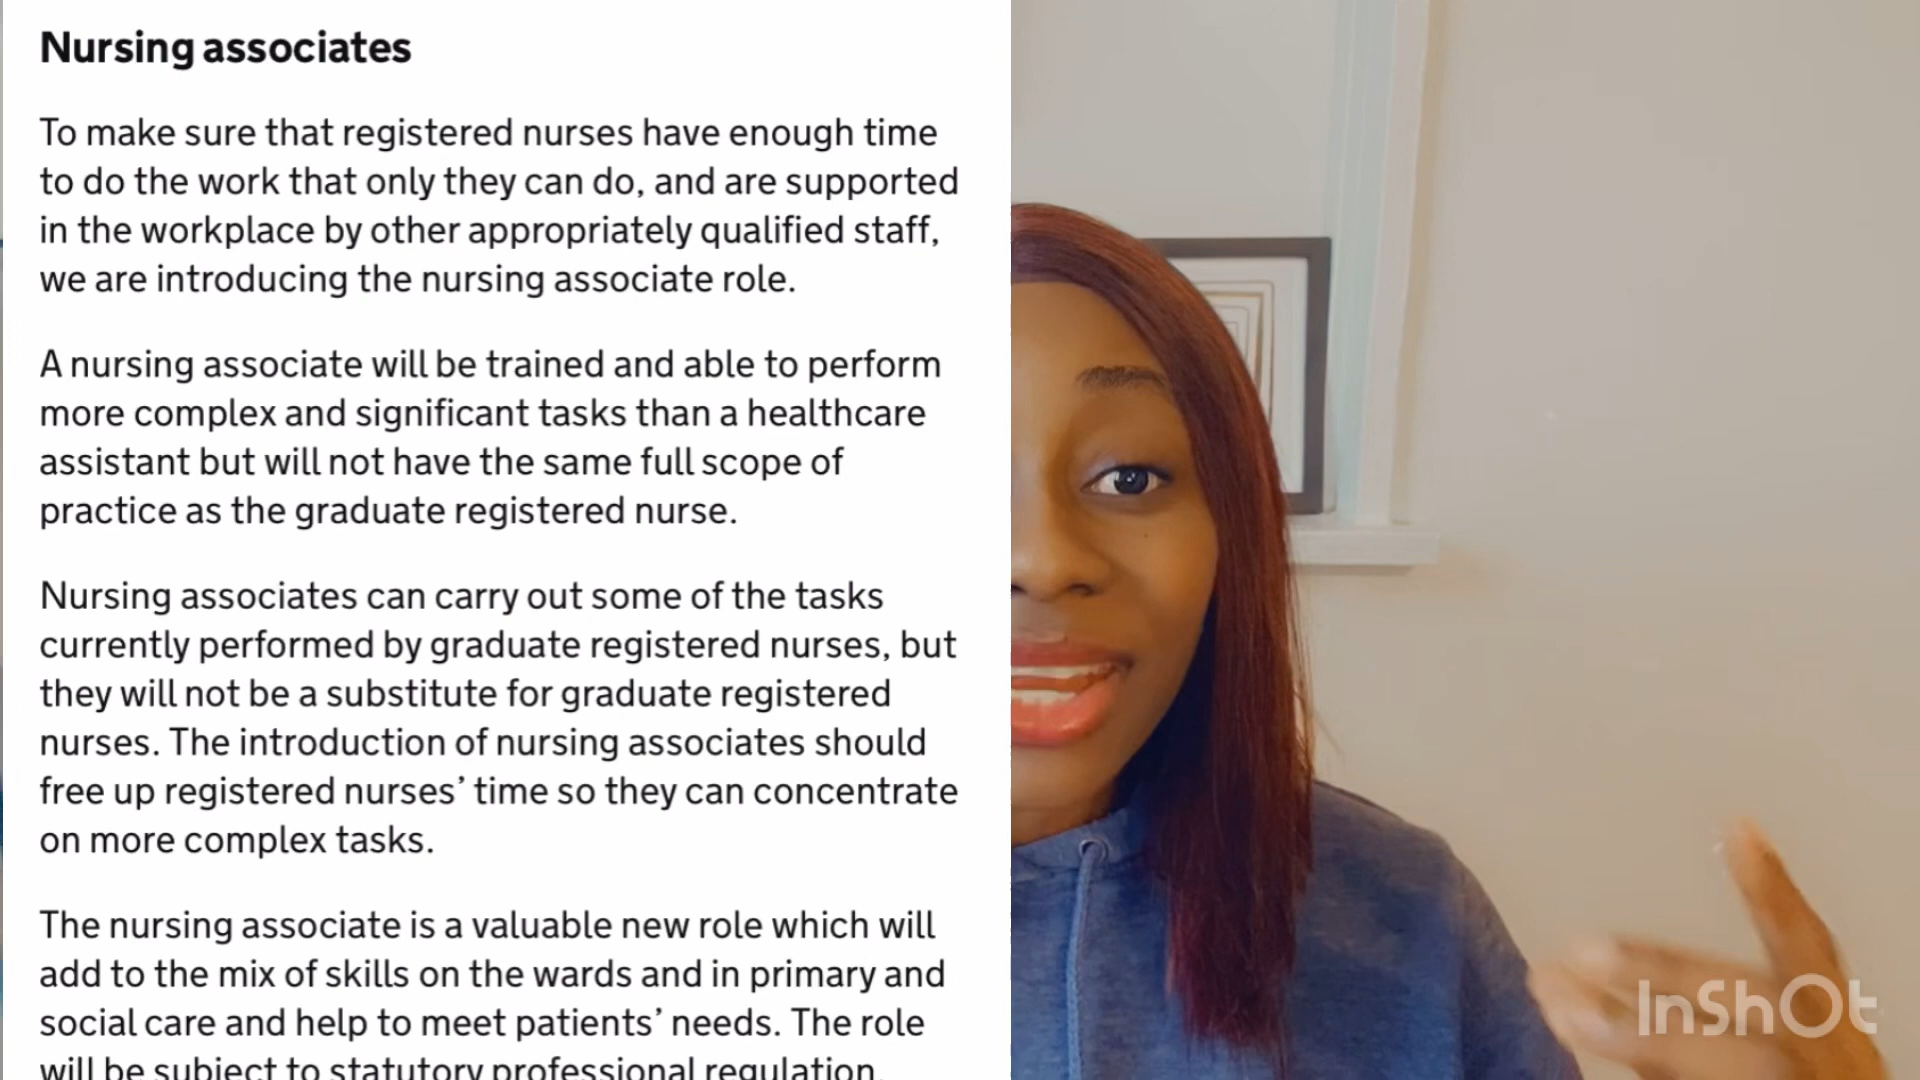 Nursing associates
To make sure that registered nurses have enough time
to do the work that only they can do, and are supported
in the workplace by other appropriately qualified staff,
we are introducing the nursing associate role.
A nursing associate will be trained and able to perform
more complex and significant tasks than a healthcare
assistant but will not have the same full scope of
practice as the graduate registered nurse.
Nursing associates can carry out some of the tasks
currently performed by graduate registered nurses, but
they will not be a substitute for graduate registered
nurses. The introduction of nursing associates should
free up registered nurses’ time so they can concentrate
on more complex tasks.
The nursing associate is a valuable new role which will
add to the mix of skills on the wards and in primary and
social care and help to meet patients’ needs. The role
will be subject to statutory professional regulation.
InShOt